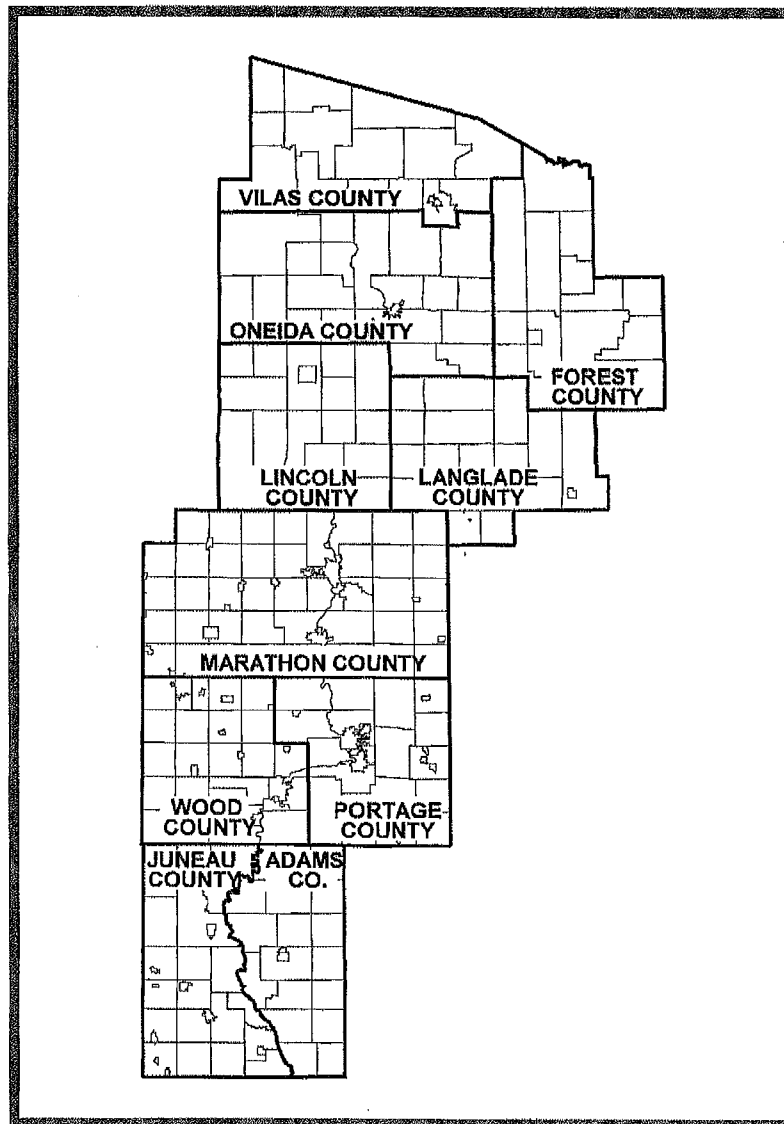 VILAS COUNTY
ONEIDA COUNTY
FOREST
COUNTY
LINCOLN
COUNTY
LANGLADE
COUNTY
MARATHON COUNTY
WOOD
COUNTY
PORTAGE
COUNTY
JUNEAU
COUNTY
ADAMS
CO.